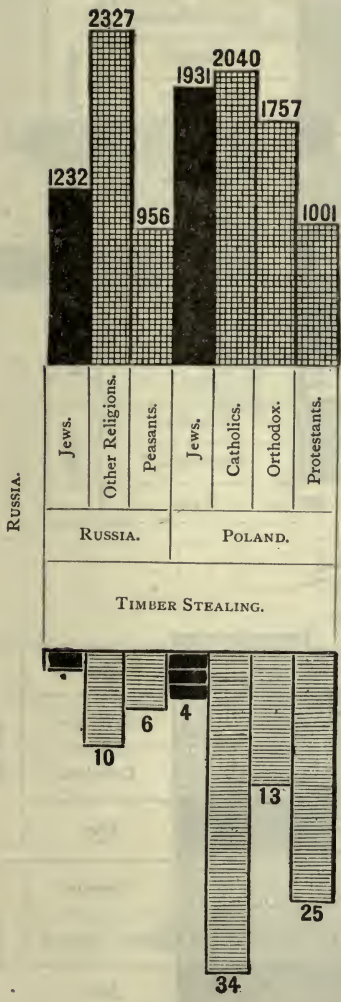 2327
1931
2040
1757
1232
956
1001
RUSSIA.
Jews.
Other Religions.
Peasants.
Jews.
Catholics.
Orthodox.
Protestants.
RUSSIA.
POLAND.
TIMBER STEALING.
10
6
4
34
13
25